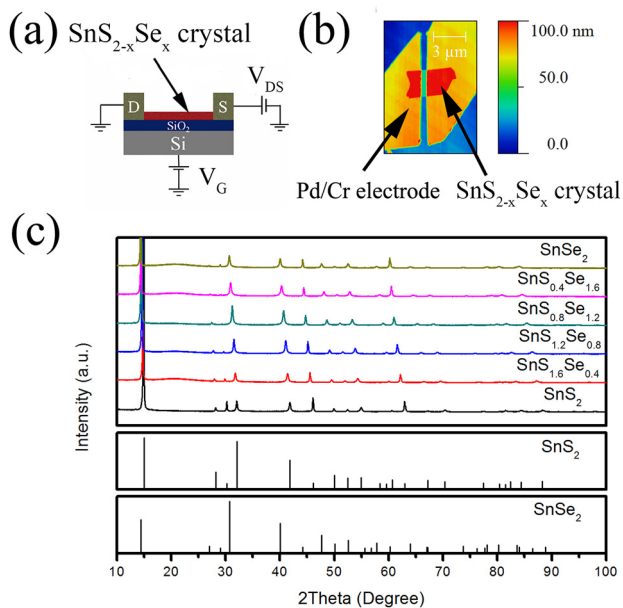 (a) SnS2-xSex crystal
VDS
D
S
SiO2
Si
VG
(b)
3 μm
100.0 nm
50.0
0.0
Pd/Cr electrode SnS2-xSex crystal
(c)
SnSe2
SnS0.4Se1.6
SnS0.8Se1.2
SnS1.2Se0.8
SnS1.6Se0.4
SnS2
SnS2
SnSe2
Intensity (a.u.)
10 20 30 40 50 60 70 80 90 100
2Theta (Degree)